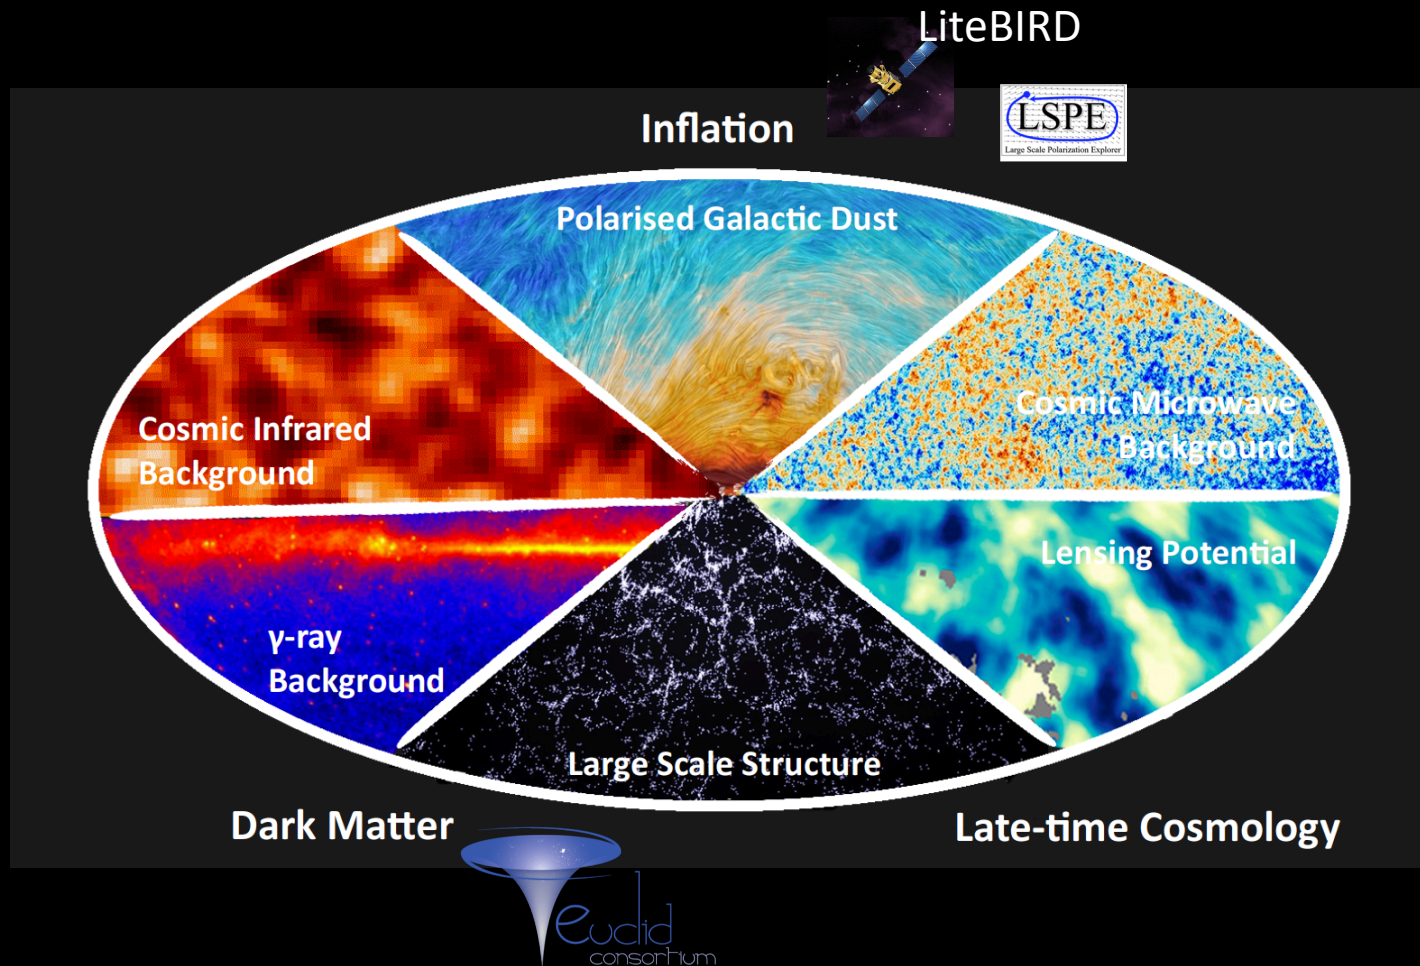 LiteBIRD
LSPE
Large Scale Polarization Explorer
Inflation
Polarised Galactic Dust
Cosmic Infrared
Background
Cosmic Microwave
Background
Lensing Potential
γ-ray
Background
Large Scale Structure
Dark Matter
Late-time Cosmology
euclid
consortium